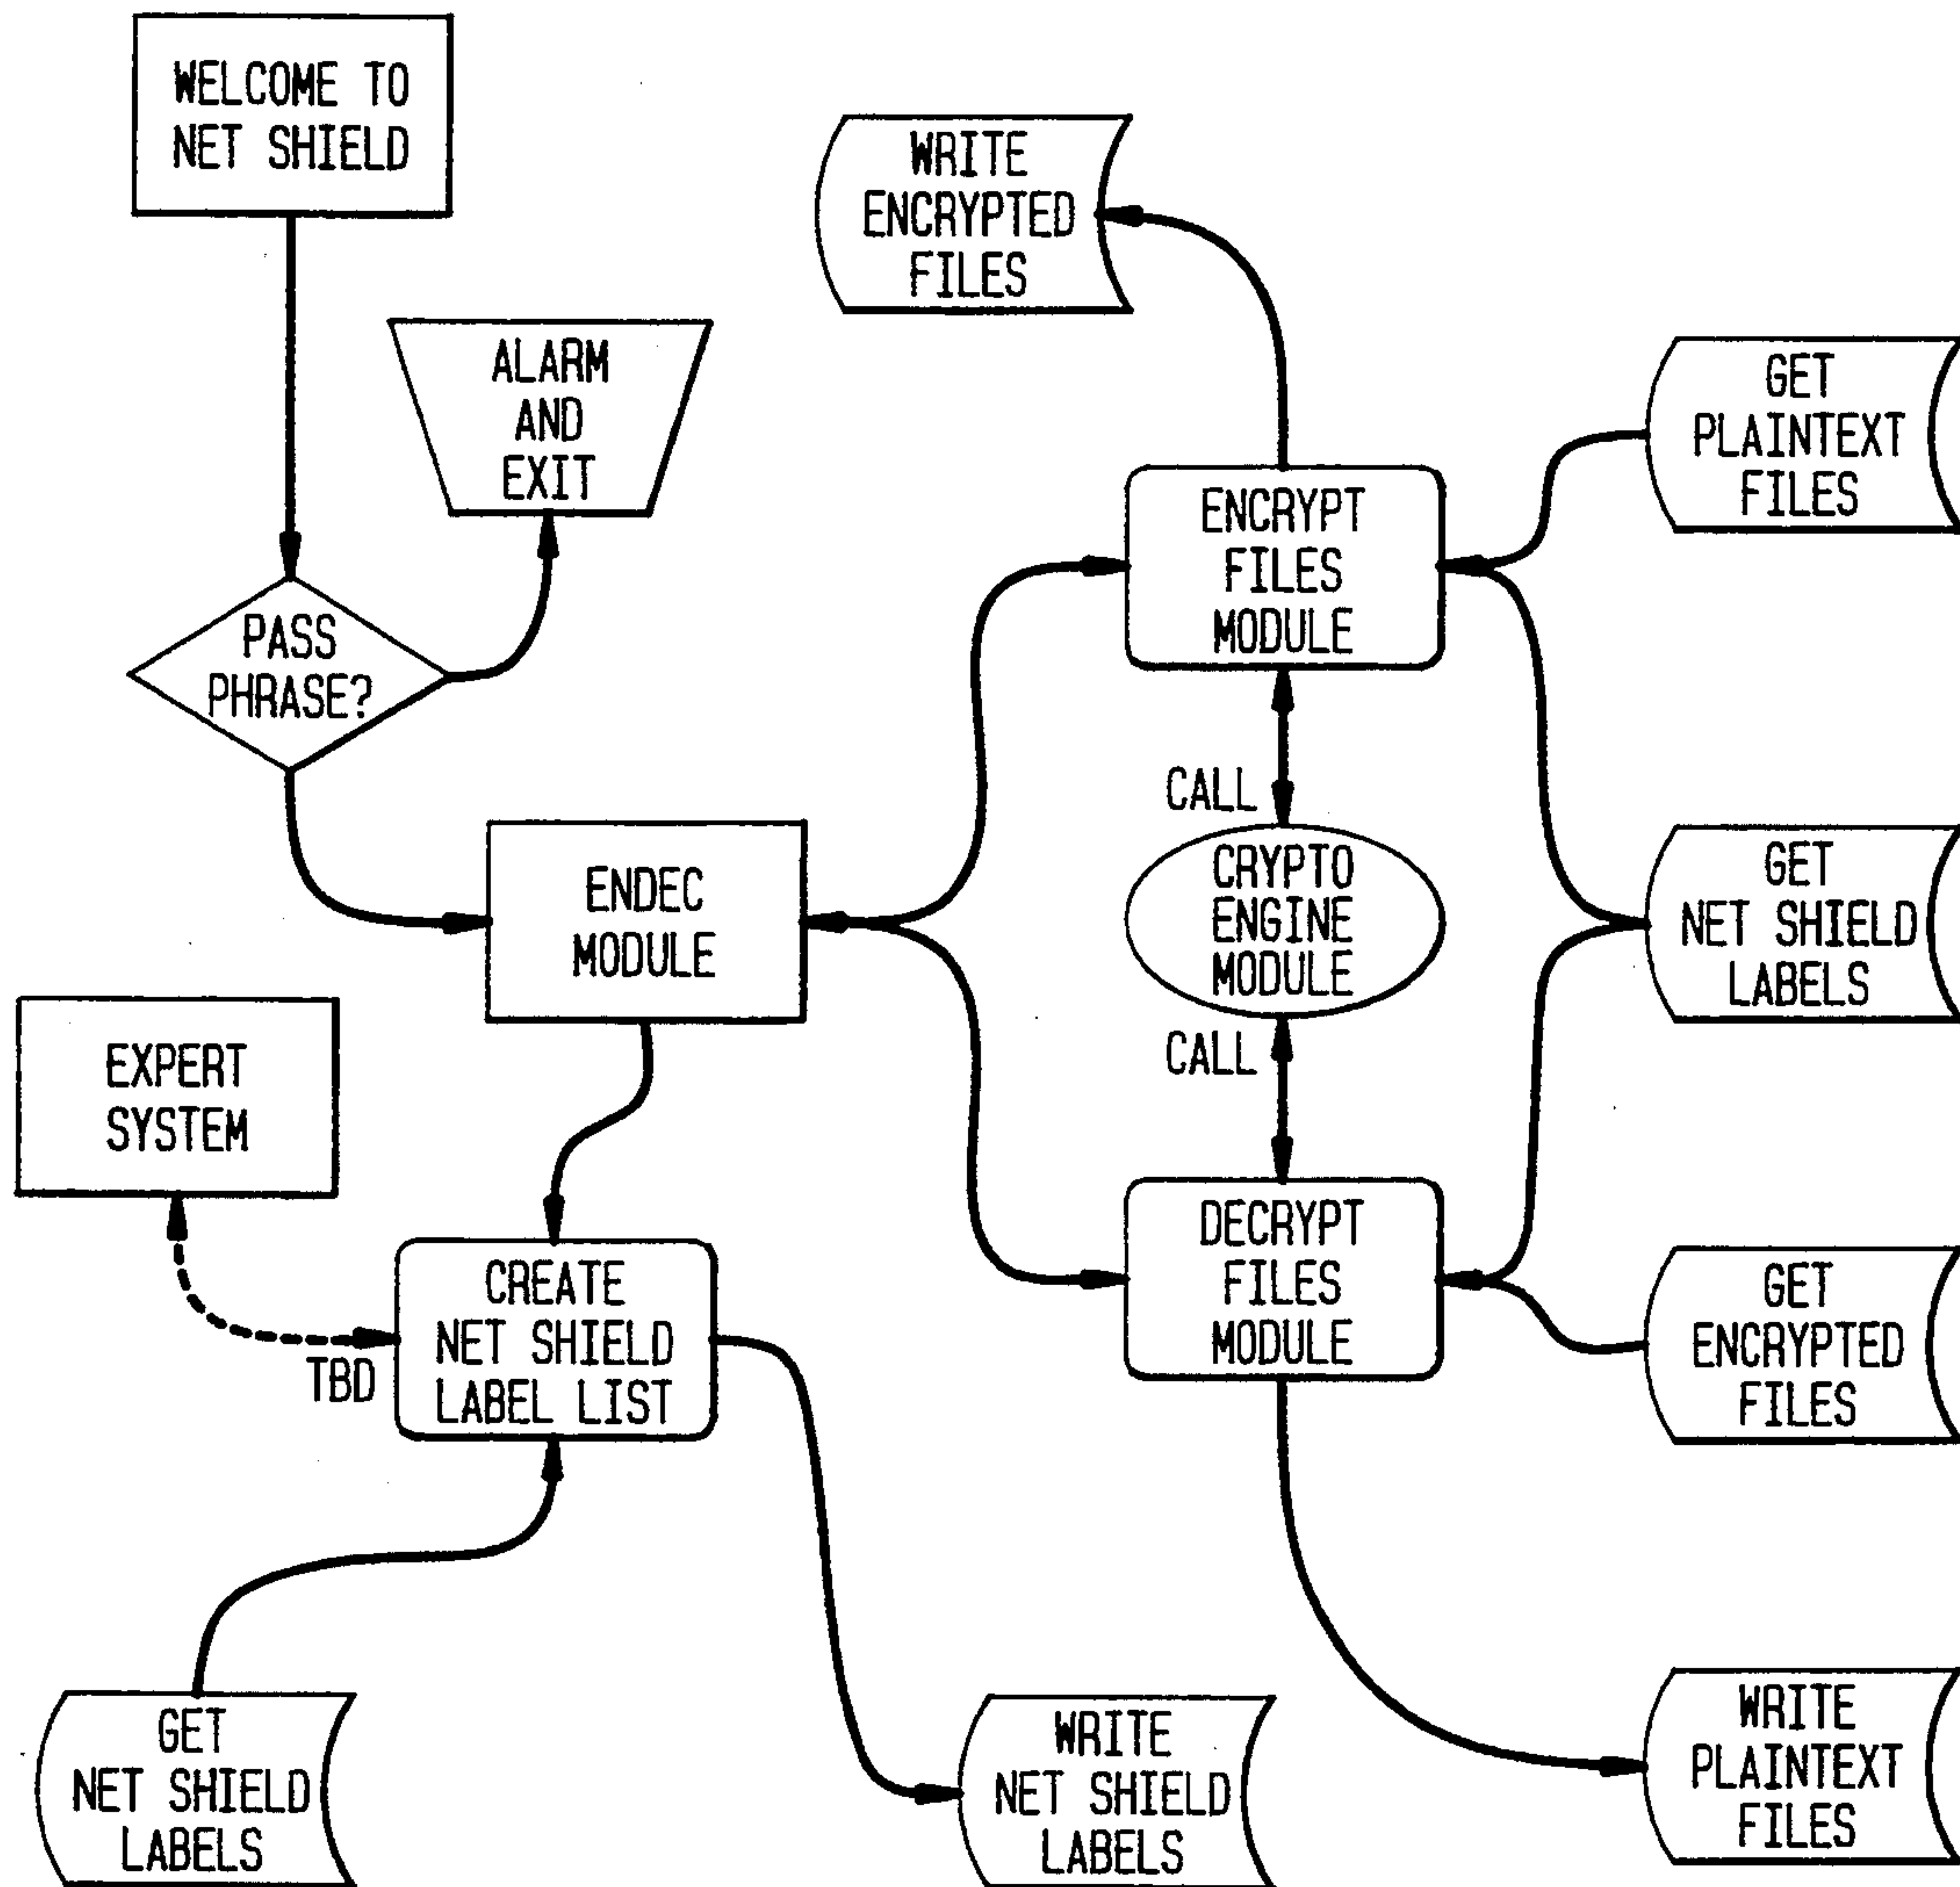 WELCOME TO
NET SHIELD
WRITE
ENCRYPTED
FILES
ALARM
AND
EXIT
GET
PLAINTEXT
FILES
ENCRYPT
FILES
MODULE
PASS
PHRASE?
CALL
CRYPTO
ENGINE
MODULE
GET
NET SHIELD
LABELS
ENDEC
MODULE
CALL
EXPERT
SYSTEM
DECRYPT
FILES
MODULE
CREATE
NET SHIELD
LABEL LIST
TBD
GET
ENCRYPTED
FILES
GET
NET SHIELD
LABELS
WRITE
NET SHIELD
LABELS
WRITE
PLAINTEXT
FILES